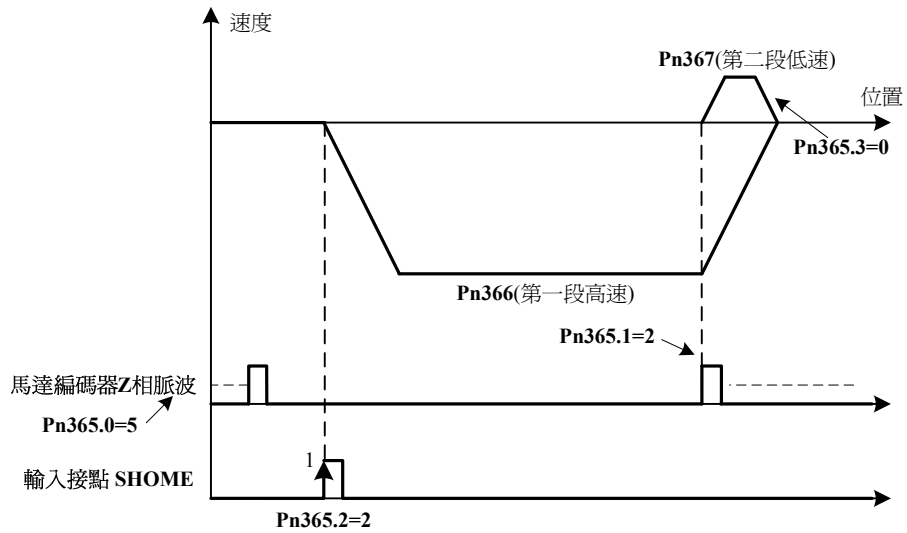 速度
Pn367(第二段低速)
位置
Pn365.3=0
Pn366(第一段高速)
Pn365.1=2
馬達編碼器Z相脈波
Pn365.0=5
1
輸入接點 SHOME
Pn365.2=2